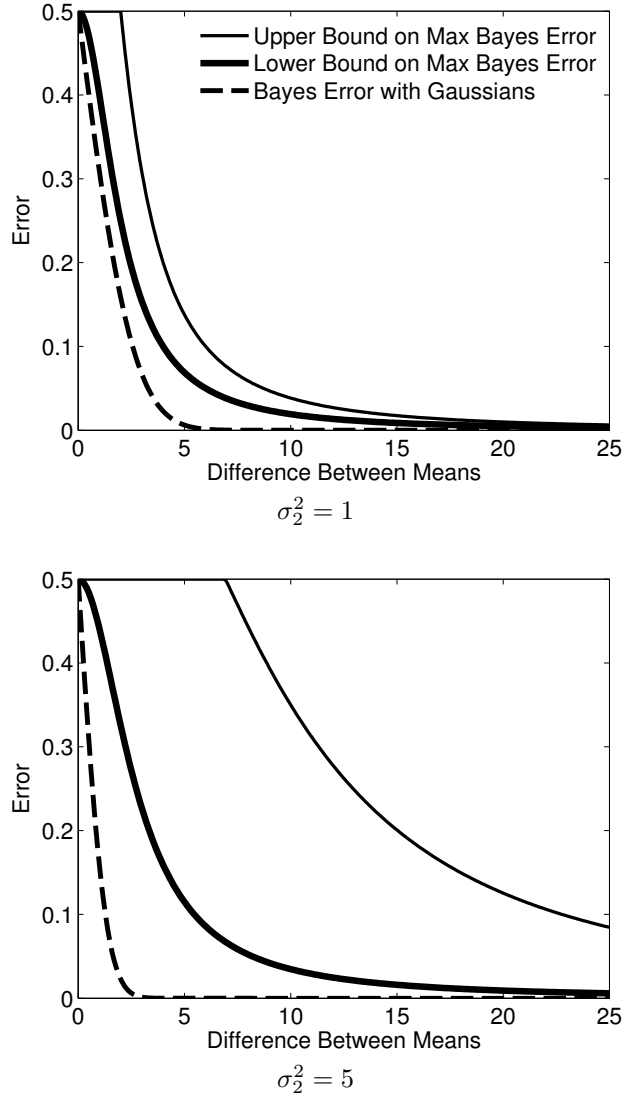 0.5
0.4
0.3
0.2
0.1
0
Error
Upper Bound on Max Bayes Error
Lower Bound on Max Bayes Error
Bayes Error with Gaussians
0 5 10 15 20 25
Difference Between Means
σ₂² = 1
0.5
0.4
0.3
0.2
0.1
0
Error
0 5 10 15 20 25
Difference Between Means
σ₂² = 5